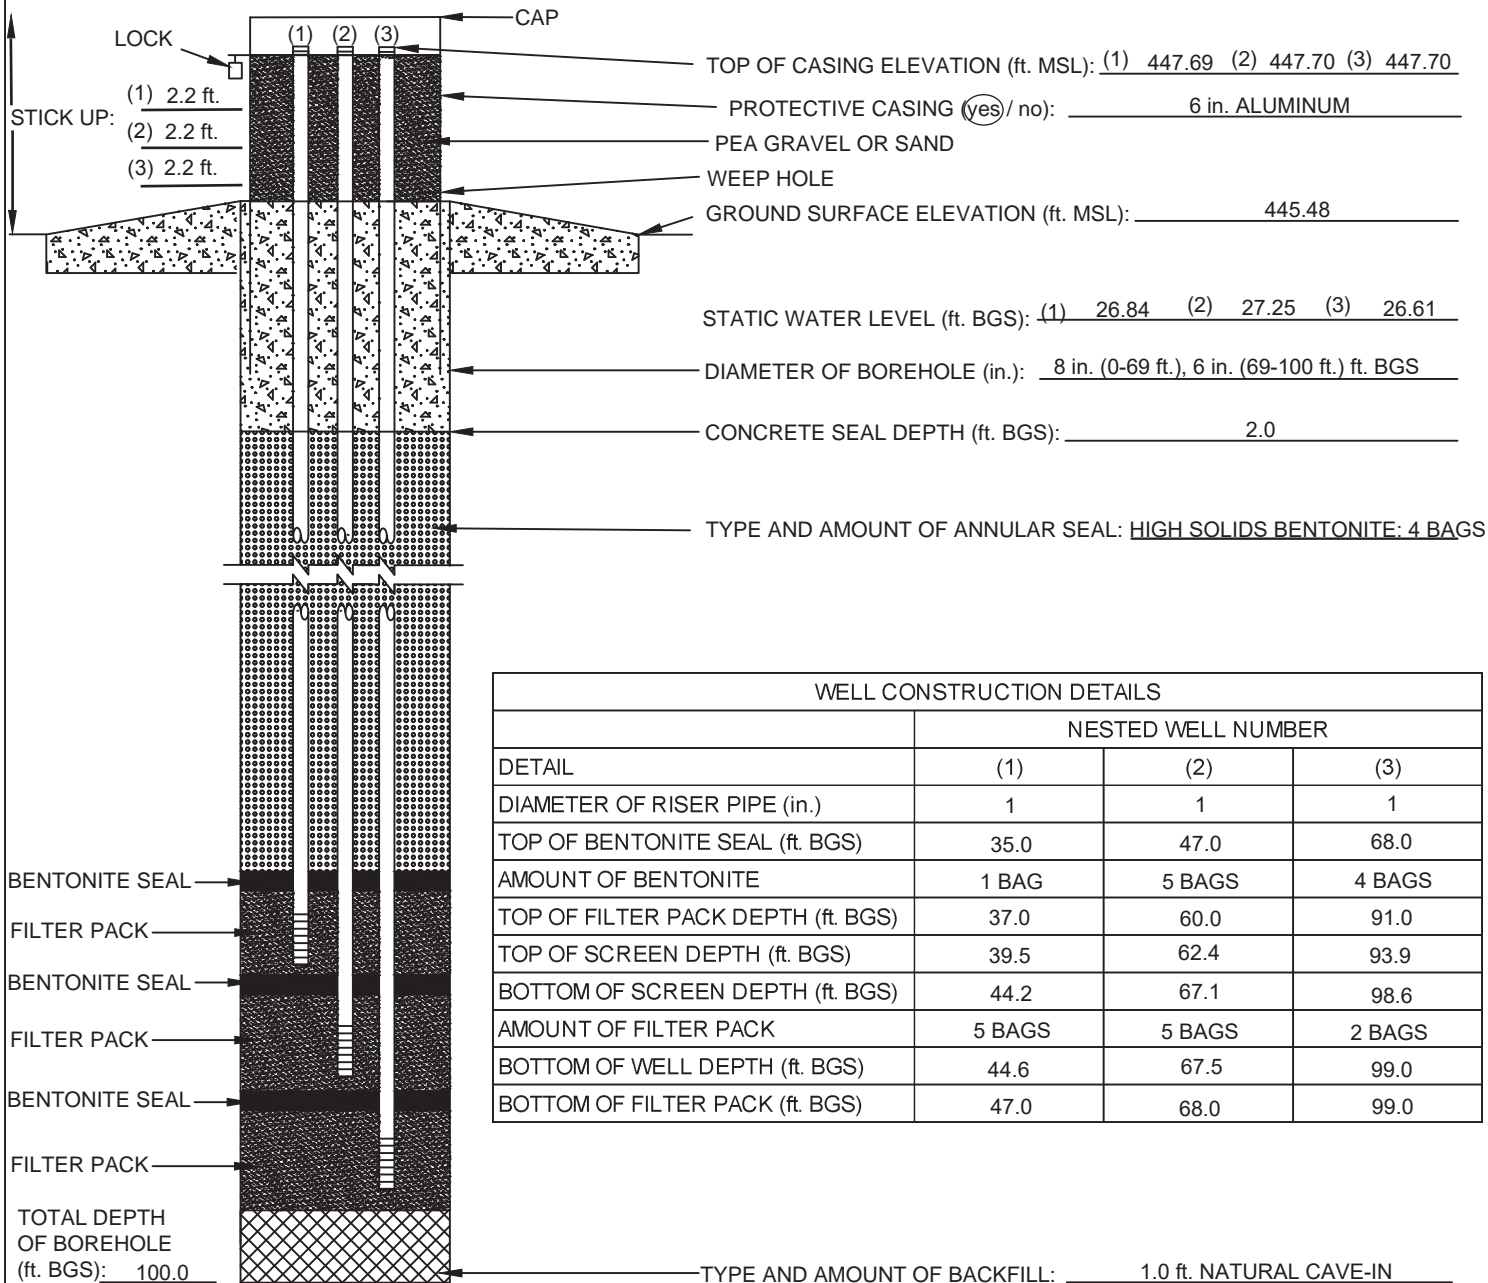 CAP
LOCK
(1) (2) (3)
TOP OF CASING ELEVATION (ft. MSL): (1) 447.69 (2) 447.70 (3) 447.70
STICK UP:
(1) 2.2 ft.
(2) 2.2 ft.
(3) 2.2 ft.
PROTECTIVE CASING (yes / no): 6 in. ALUMINUM
PEA GRAVEL OR SAND
WEEP HOLE
GROUND SURFACE ELEVATION (ft. MSL): 445.48
STATIC WATER LEVEL (ft. BGS): (1) 26.84 (2) 27.25 (3) 26.61
DIAMETER OF BOREHOLE (in.): 8 in. (0-69 ft.), 6 in. (69-100 ft.) ft. BGS
CONCRETE SEAL DEPTH (ft. BGS): 2.0
TYPE AND AMOUNT OF ANNULAR SEAL: HIGH SOLIDS BENTONITE: 4 BAGS
WELL CONSTRUCTION DETAILS
NESTED WELL NUMBER
DETAIL (1) (2) (3)
DIAMETER OF RISER PIPE (in.) 1 1 1
TOP OF BENTONITE SEAL (ft. BGS) 35.0 47.0 68.0
AMOUNT OF BENTONITE 1 BAG 5 BAGS 4 BAGS
TOP OF FILTER PACK DEPTH (ft. BGS) 37.0 60.0 91.0
TOP OF SCREEN DEPTH (ft. BGS) 39.5 62.4 93.9
BOTTOM OF SCREEN DEPTH (ft. BGS) 44.2 67.1 98.6
AMOUNT OF FILTER PACK 5 BAGS 5 BAGS 2 BAGS
BOTTOM OF WELL DEPTH (ft. BGS) 44.6 67.5 99.0
BOTTOM OF FILTER PACK (ft. BGS) 47.0 68.0 99.0
BENTONITE SEAL
FILTER PACK
BENTONITE SEAL
FILTER PACK
BENTONITE SEAL
FILTER PACK
TOTAL DEPTH
OF BOREHOLE
(ft. BGS): 100.0
TYPE AND AMOUNT OF BACKFILL: 1.0 ft. NATURAL CAVE-IN